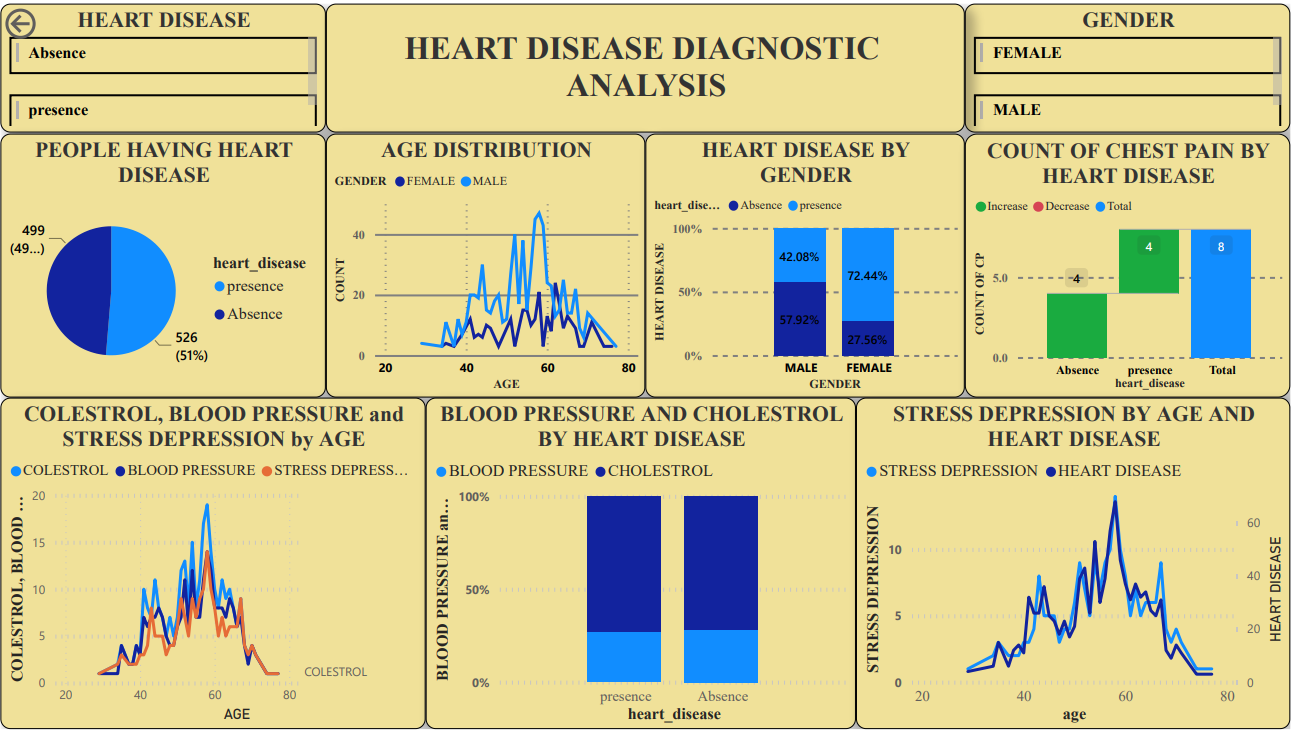 HEART DISEASE
Absence
presence
HEART DISEASE DIAGNOSTIC
ANALYSIS
GENDER
FEMALE
MALE
PEOPLE HAVING HEART
DISEASE
499
(49...)
heart_disease
presence
Absence
526
(51%)
AGE DISTRIBUTION
GENDER FEMALE MALE
COUNT
40
20
0
20 40 60 80
AGE
HEART DISEASE BY
GENDER
heart_dise... Absence presence
HEART DISEASE
100%
50%
0%
42.08%
57.92%
72.44%
27.56%
MALE FEMALE
GENDER
COUNT OF CHEST PAIN BY
HEART DISEASE
Increase Decrease Total
COUNT OF CP
5.0
0.0
4
4
8
Absence presence Total
heart_disease
COLESTROL, BLOOD PRESSURE and
STRESS DEPRESSION by AGE
COLESTROL BLOOD PRESSURE STRESS DEPRESS...
COLESTROL, BLOOD ...
20
15
10
5
0
COLESTROL
20 40 60 80
AGE
BLOOD PRESSURE AND CHOLESTROL
BY HEART DISEASE
BLOOD PRESSURE CHOLESTROL
BLOOD PRESSURE an...
100%
50%
0%
presence Absence
heart_disease
STRESS DEPRESSION BY AGE AND
HEART DISEASE
STRESS DEPRESSION HEART DISEASE
STRESS DEPRESSION
10
5
0
60
40
20
0
HEART DISEASE
20 40 60 80
age